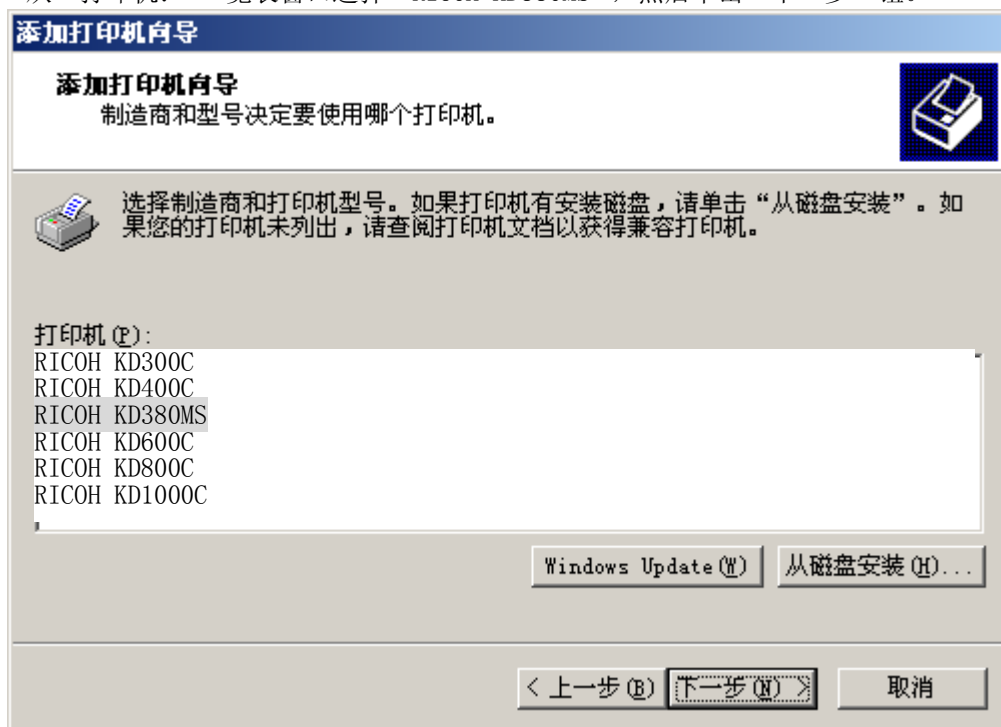 添加打印机向导
添加打印机向导
制造商和型号决定要使用哪个打印机。
选择制造商和打印机型号。如果打印机有安装磁盘，请单击“从磁盘安装”。如
果您的打印机未列出，请查阅打印机文档以获得兼容打印机。
打印机(P):
RICOH KD300C
RICOH KD400C
RICOH KD380MS
RICOH KD600C
RICOH KD800C
RICOH KD1000C
Windows Update(W) 从磁盘安装(H)...
< 上一步(B) 下一步(N) > 取消